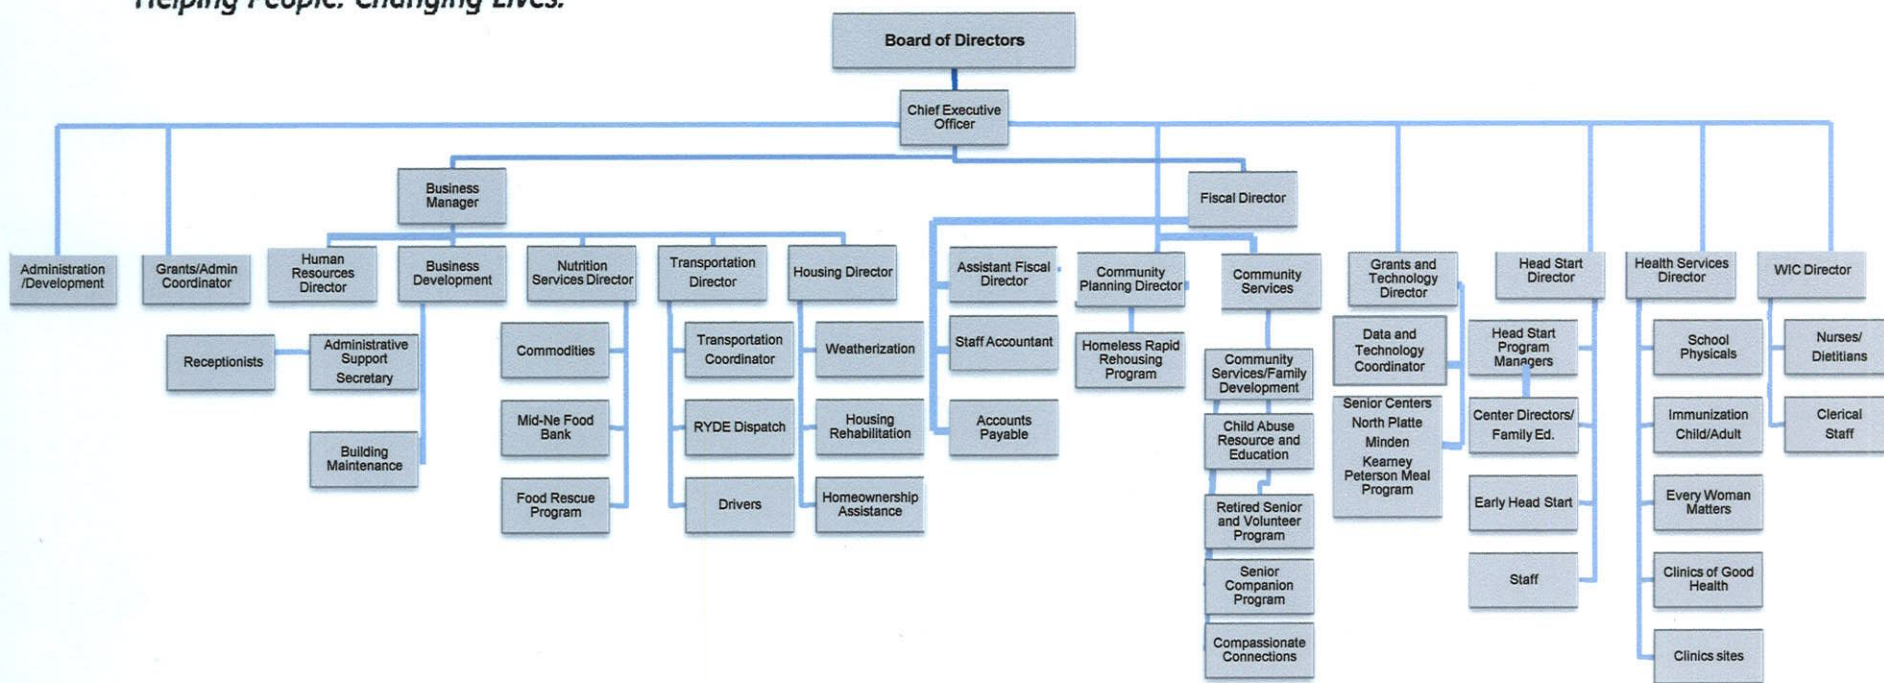 Helping People. Changing Lives.
Board of Directors
Chief Executive
Officer
Business
Manager
Fiscal Director
Administration
/Development
Grants/Admin
Coordinator
Human
Resources
Director
Business
Development
Nutrition
Services Director
Transportation
Director
Housing Director
Assistant Fiscal
Director
Community
Planning Director
Community
Services
Grants and
Technology
Director
Head Start
Director
Health Services
Director
WIC Director
Receptionists
Administrative
Support
Secretary
Building
Maintenance
Commodities
Mid-Ne Food
Bank
Food Rescue
Program
Transportation
Coordinator
RYDE Dispatch
Drivers
Weatherization
Housing
Rehabilitation
Homeownership
Assistance
Staff Accountant
Accounts
Payable
Homeless Rapid
Rehousing
Program
Community
Services/Family
Development
Child Abuse
Resource and
Education
Retired Senior
and Volunteer
Program
Senior
Companion
Program
Compassionate
Connections
Data and
Technology
Coordinator
Senior Centers
North Platte
Minden
Kearney
Peterson Meal
Program
Head Start
Program
Managers
Center Directors/
Family Ed.
Early Head Start
Staff
School
Physicals
Immunization
Child/Adult
Every Woman
Matters
Clinics of Good
Health
Clinics sites
Nurses/
Dietitians
Clerical
Staff